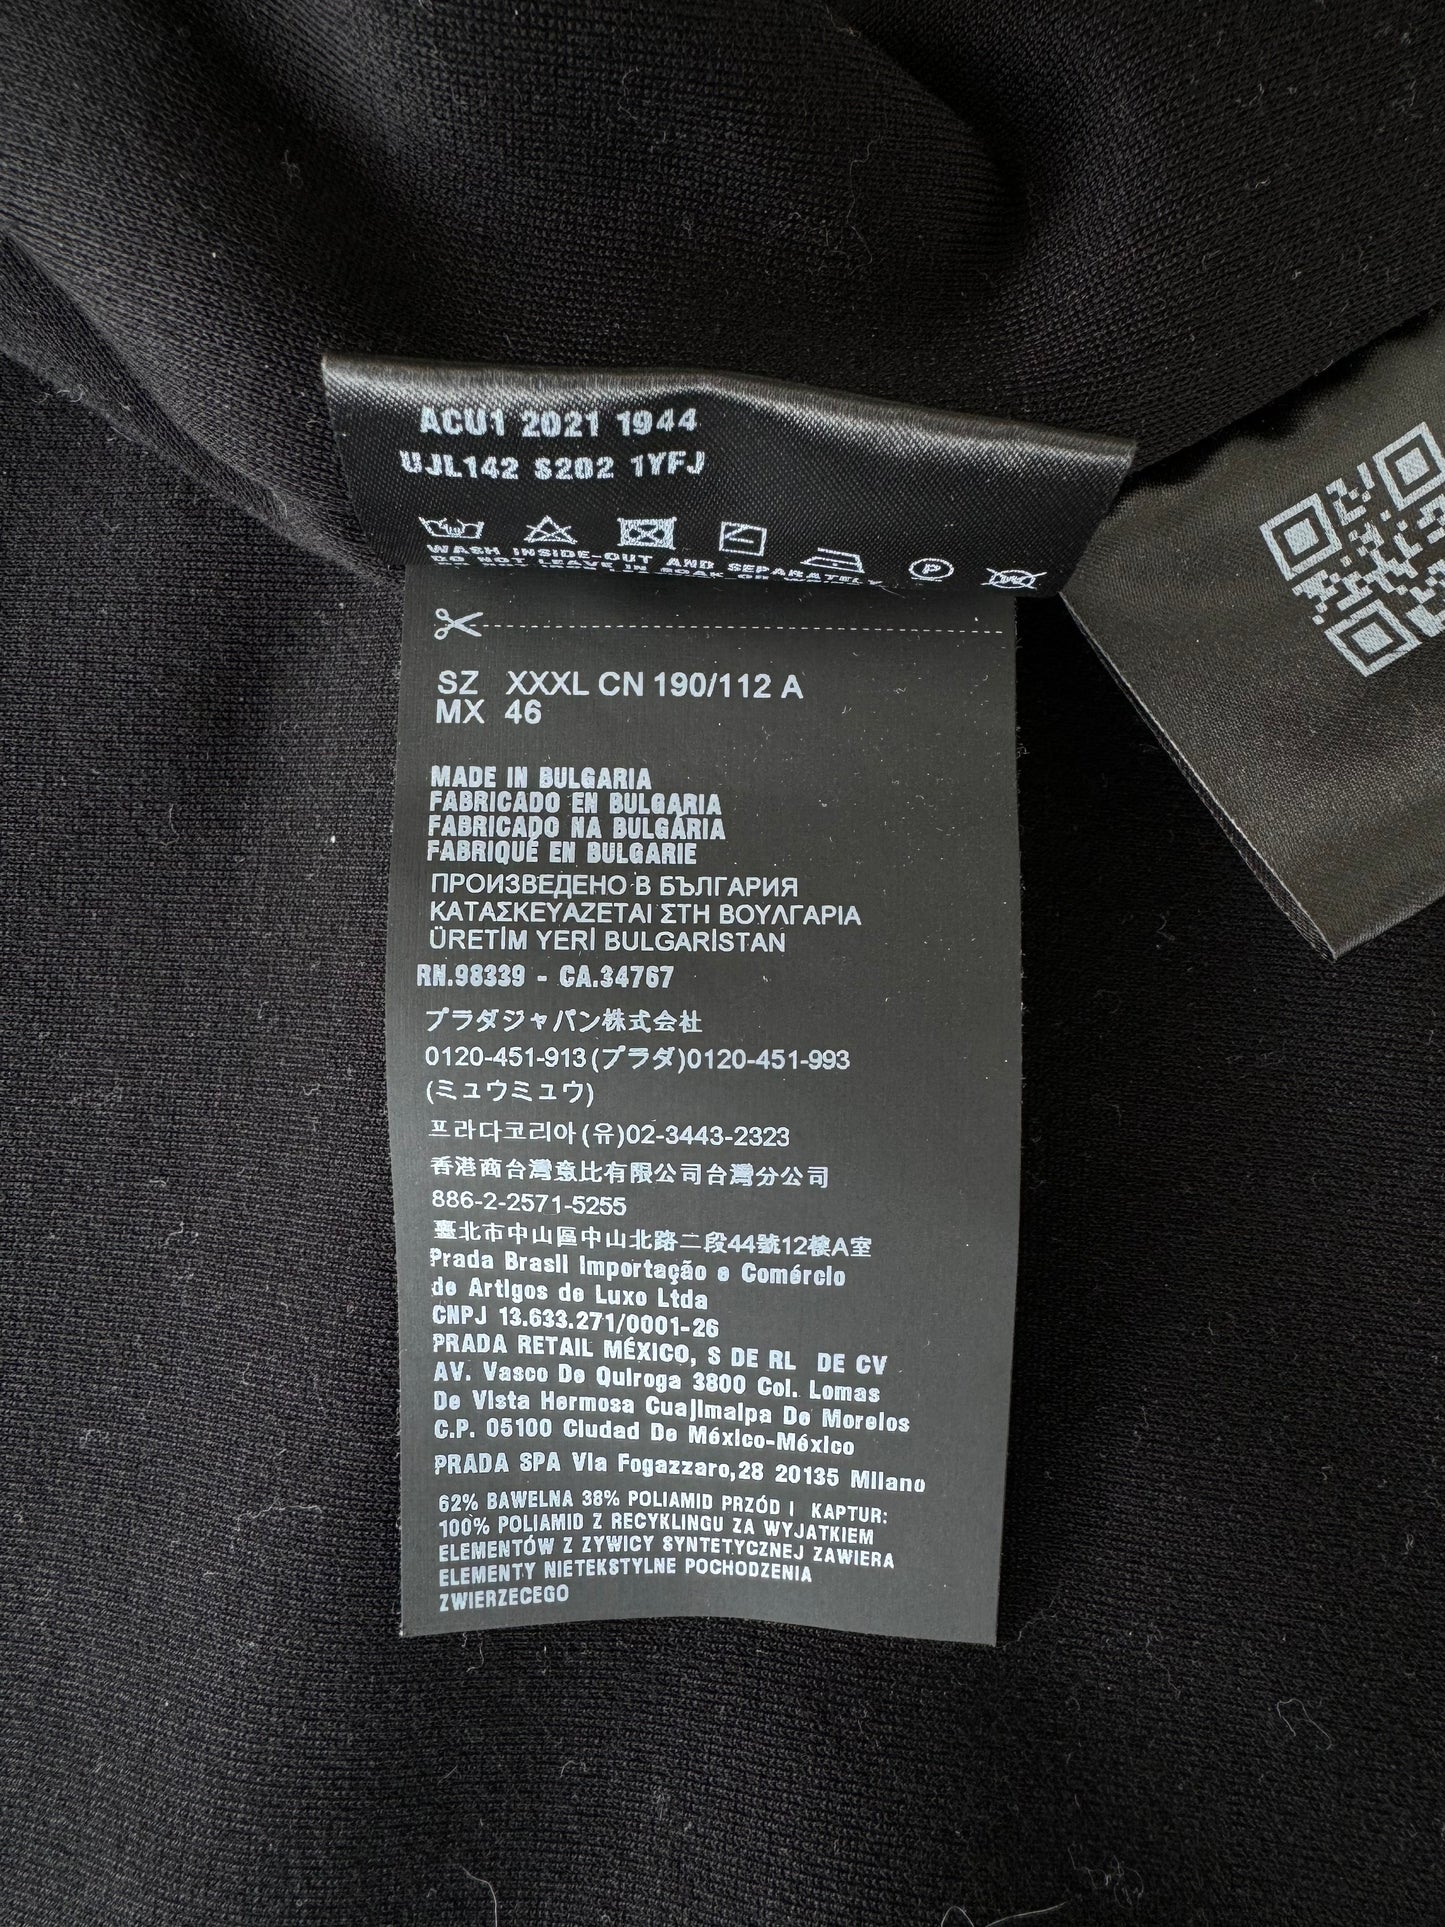 ACU1 2021 1944
UJL142 S202 1YFJ
WASH INSIDE-OUT AND SEPARATELY
DO NOT LEAVE IN SOAK OR
SZ XXXL CN 190/112 A
MX 46
MADE IN BULGARIA
FABRICADO EN BULGARIA
FABRICADO NA BULGÁRIA
FABRIQUÉ EN BULGARIE
ПРОИЗВЕДЕНО В БЪЛГАРИЯ
ΚΑΤΑΣΚΕΥΑΖΕΤΑΙ ΣΤΗ ΒΟΥΛΓΑΡΙΑ
ÜRETİM YERİ BULGARİSTAN
RN.98339 - CA.34767
プラダジャパン株式会社
0120-451-913(プラダ)0120-451-993
(ミュウミュウ)
프라다코리아(유)02-3443-2323
香港商台灣意比有限公司台灣分公司
886-2-2571-5255
臺北市中山區中山北路二段44號12樓A室
Prada Brasil Importação e Comércio
de Artigos de Luxo Ltda
CNPJ 13.633.271/0001-26
PRADA RETAIL MÉXICO, S DE RL DE CV
AV. Vasco De Quiroga 3800 Col. Lomas
De Vista Hermosa Cuajimalpa De Morelos
C.P. 05100 Ciudad De México-México
PRADA SPA Via Fogazzaro,28 20135 Milano
62% BAWELNA 38% POLIAMID PRZÓD I KAPTUR:
100% POLIAMID Z RECYKLINGU ZA WYJATKIEM
ELEMENTÓW Z ZYWICY SYNTETYCZNEJ ZAWIERA
ELEMENTY NIETEKSTYLNE POCHODZENIA
ZWIERZECEGO